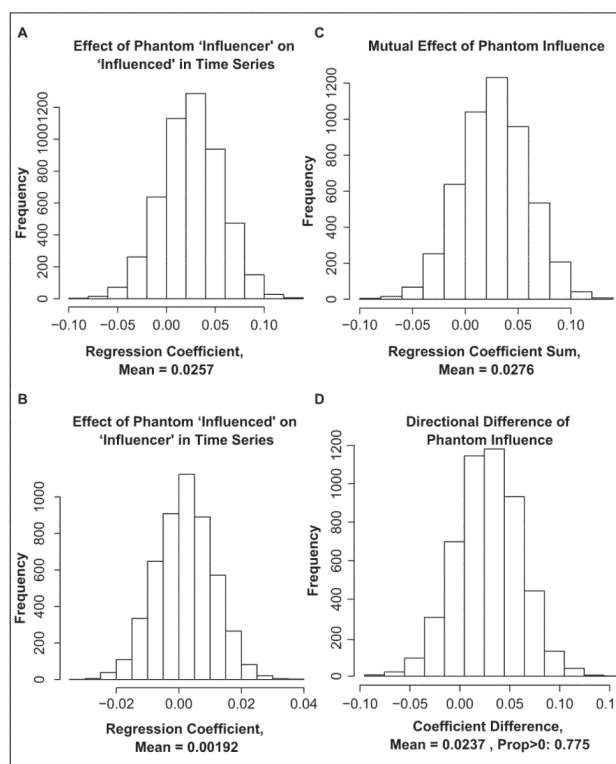 A
Effect of Phantom ‘Influencer' on
‘Influenced' in Time Series
Frequency
0 200 400 600 800 1000 1200
−0.10 −0.05 0.00 0.05 0.10
Regression Coefficient,
Mean = 0.0257
C
Mutual Effect of Phantom Influence
Frequency
0 200 400 600 800 1000 1200
−0.10 −0.05 0.00 0.05 0.10
Regression Coefficient Sum,
Mean = 0.0276
B
Effect of Phantom ‘Influenced' on
‘Influencer' in Time Series
Frequency
0 200 400 600 800 1000
−0.02 0.00 0.02 0.04
Regression Coefficient,
Mean = 0.00192
D
Directional Difference of
Phantom Influence
Frequency
0 200 400 600 800 1000 1200
−0.10 −0.05 0.00 0.05 0.10
Coefficient Difference,
Mean = 0.0237 , Prop>0: 0.775